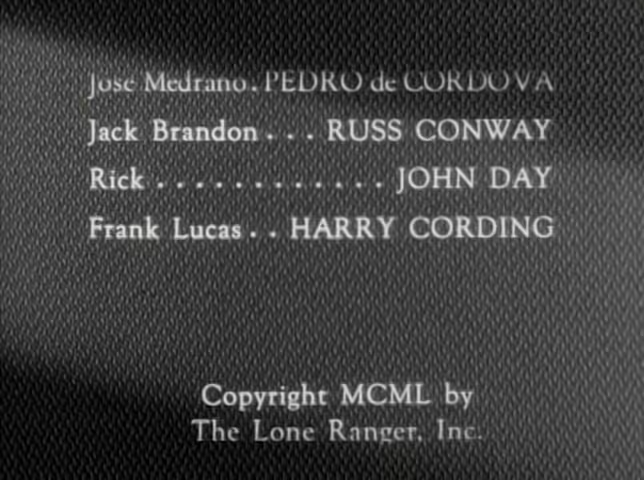 Jose Medrano . PEDRO de CORDOVA
Jack Brandon . . . RUSS CONWAY
Rick . . . . . . . . . . . . JOHN DAY
Frank Lucas . . HARRY CORDING
Copyright MCML by
The Lone Ranger, Inc.